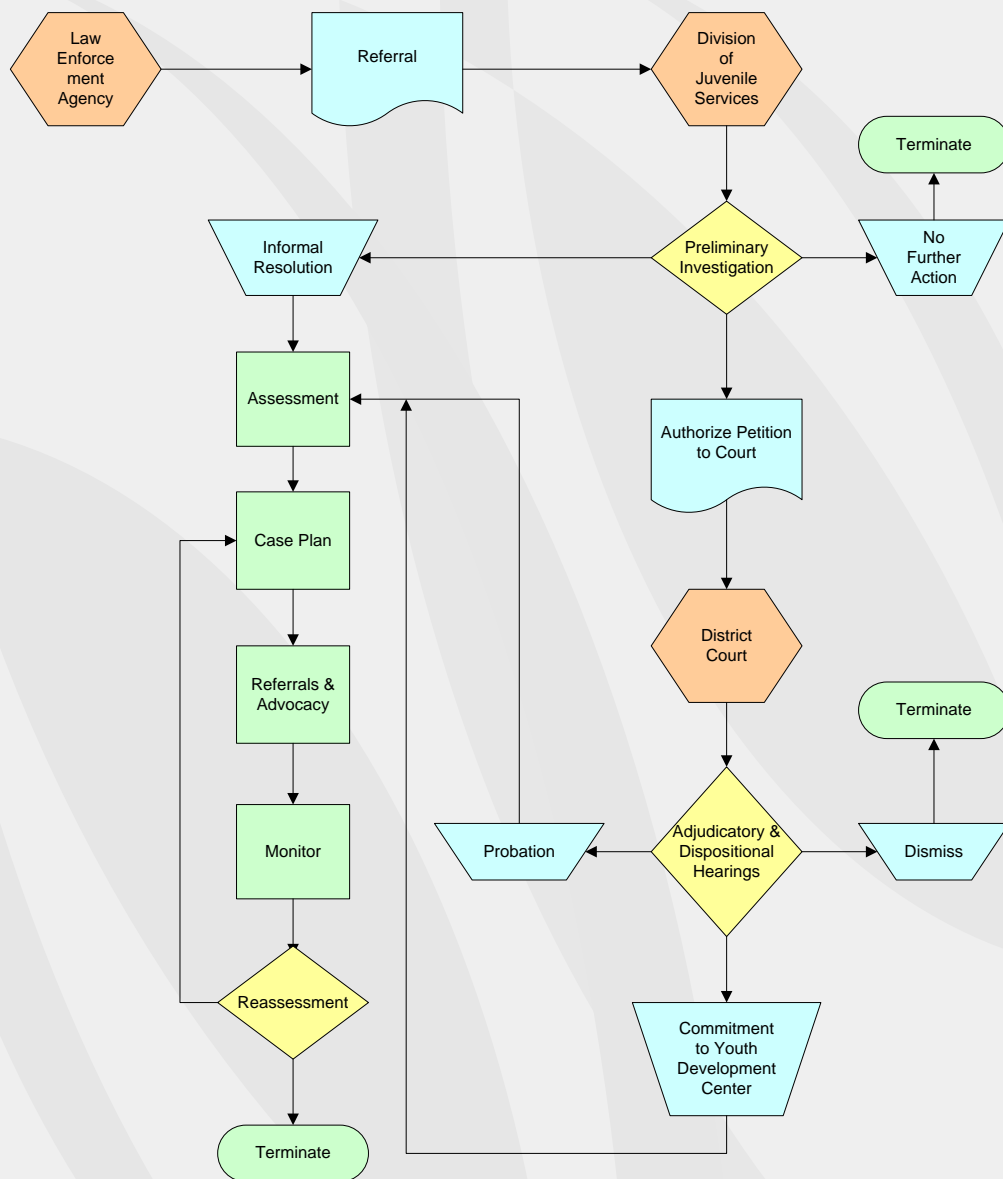 Law
Enforce
ment
Agency
Referral
Division
of
Juvenile
Services
Terminate
Informal
Resolution
Preliminary
Investigation
No
Further
Action
Assessment
Authorize Petition
to Court
Case Plan
District
Court
Referrals &
Advocacy
Terminate
Monitor
Probation
Adjudicatory &
Dispositional
Hearings
Dismiss
Reassessment
Commitment
to Youth
Development
Center
Terminate